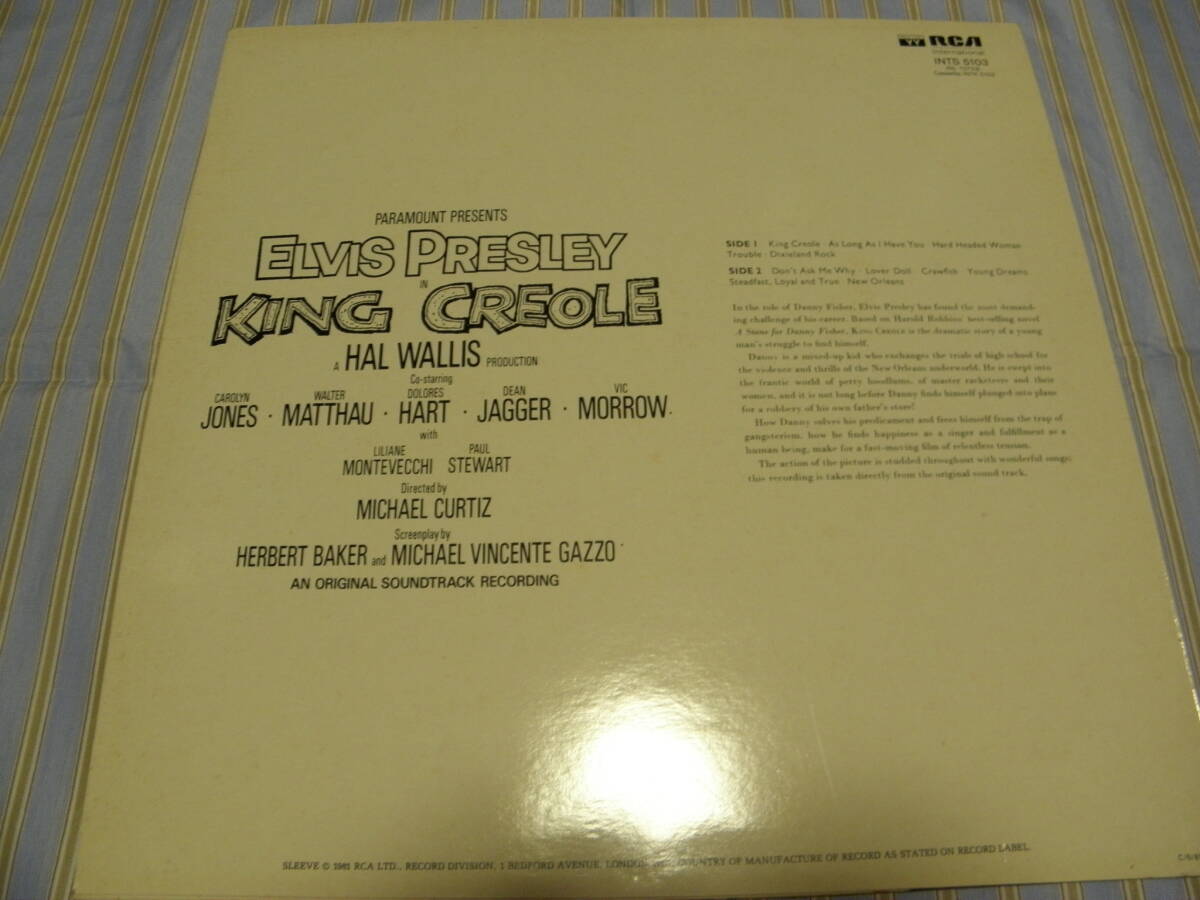 RCA
International
INTS 5103
PARAMOUNT PRESENTS
ELVIS PRESLEY
IN
KING CREOLE
A HAL WALLIS PRODUCTION
Co-starring
CAROLYN JONES · WALTER MATTHAU · DOLORES HART · DEAN JAGGER · VIC MORROW.
with
LILIANE MONTEVECCHI PAUL STEWART
Directed by
MICHAEL CURTIZ
Screenplay by
HERBERT BAKER and MICHAEL VINCENTE GAZZO
AN ORIGINAL SOUNDTRACK RECORDING
SIDE 1 King Creole · As Long As I Have You · Hard Headed Woman
Trouble · Dixieland Rock
SIDE 2 Don't Ask Me Why · Lover Doll · Crawfish Young Dreams
Steadfast, Loyal and True New Orleans
In the role of Danny Fisher, Elvis Presley has found the most demand-
ing challenge of his career. Based on Harold Robbins' best-selling novel
A Stone for Danny Fisher, KING CREOLE is the dramatic story of a young
man's struggle to find himself.
Danny is a mixed-up kid who exchanges the trials of high school for
the violence and thrills of the New Orleans underworld. He is swept into
the frantic world of petty hoodlums, of master racketeers and their
women, and it is not long before Danny finds himself plunged into plans
for a robbery of his own father's store!
How Danny solves his predicament and frees himself from the trap of
gangsterism, how he finds happiness as a singer and fulfillment as a
human being, make for a fast-moving film of relentless tension.
The action of the picture is studded throughout with wonderful songs;
this recording is taken directly from the original sound track.
SLEEVE © 1981 RCA LTD., RECORD DIVISION, 1 BEDFORD AVENUE, LONDON COUNTRY OF MANUFACTURE OF RECORD AS STATED ON RECORD LABEL.